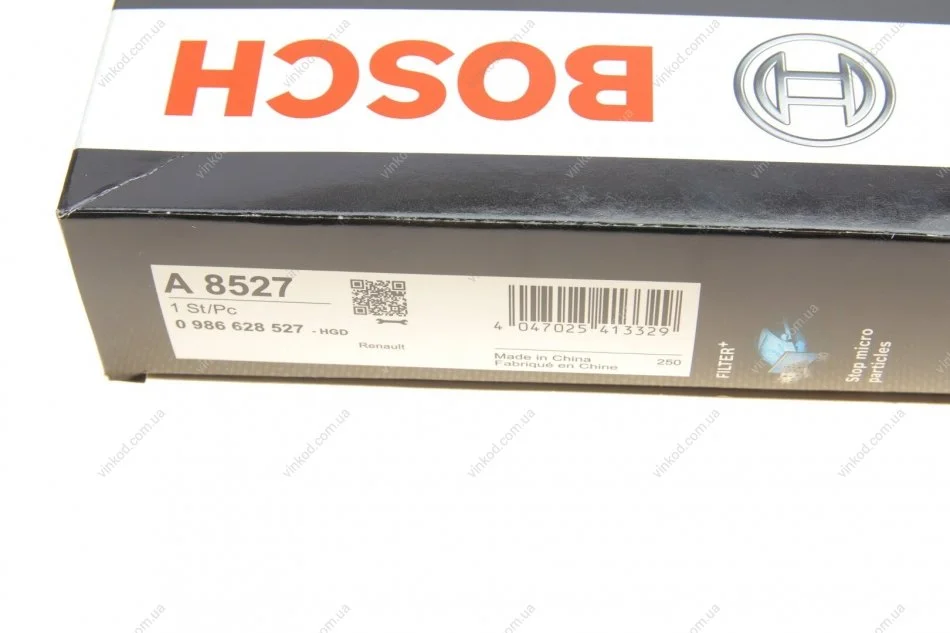 BOSCH
A 8527
1 St/Pc
0 986 628 527 - HGD
Renault
4 047025 413329
Made in China
Fabriqué en Chine
250
FILTER+
Stop micro
particles
vinkod.com.ua